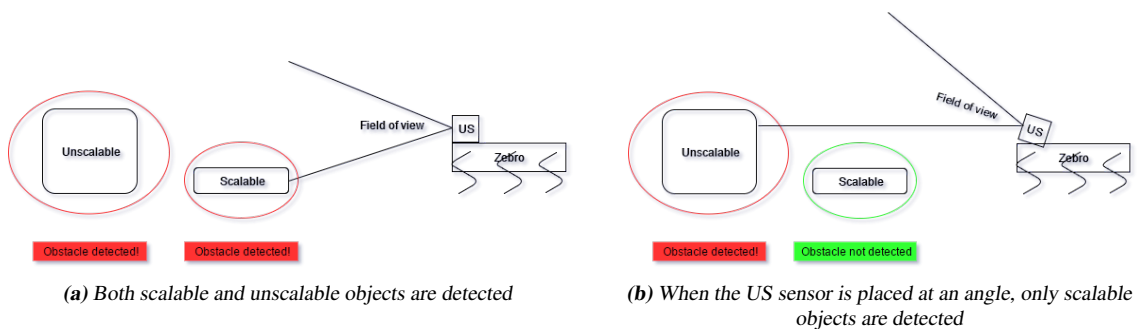 Field of view
US
Unscalable
Zebro
Scalable
Obstacle detected!
Obstacle detected!
(a) Both scalable and unscalable objects are detected
Field of view
US
Unscalable
Zebro
Scalable
Obstacle detected!
Obstacle not detected
(b) When the US sensor is placed at an angle, only scalable
objects are detected